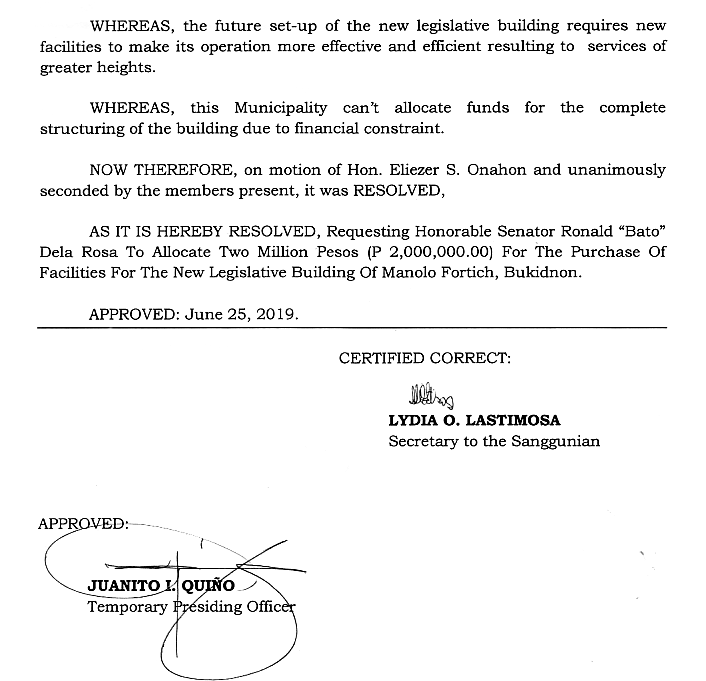 WHEREAS, the future set-up of the new legislative building requires new
facilities to make its operation more effective and efficient resulting to services of
greater heights.
WHEREAS, this Municipality can't allocate funds for the complete
structuring of the building due to financial constraint.
NOW THEREFORE, on motion of Hon. Eliezer S. Onahon and unanimously
seconded by the members present, it was RESOLVED,
AS IT IS HEREBY RESOLVED, Requesting Honorable Senator Ronald “Bato”
Dela Rosa To Allocate Two Million Pesos (P 2,000,000.00) For The Purchase Of
Facilities For The New Legislative Building Of Manolo Fortich, Bukidnon.
APPROVED: June 25, 2019.
CERTIFIED CORRECT:
LYDIA O. LASTIMOSA
Secretary to the Sanggunian
APPROVED:
JUANITO I. QUIÑO
Temporary Presiding Officer